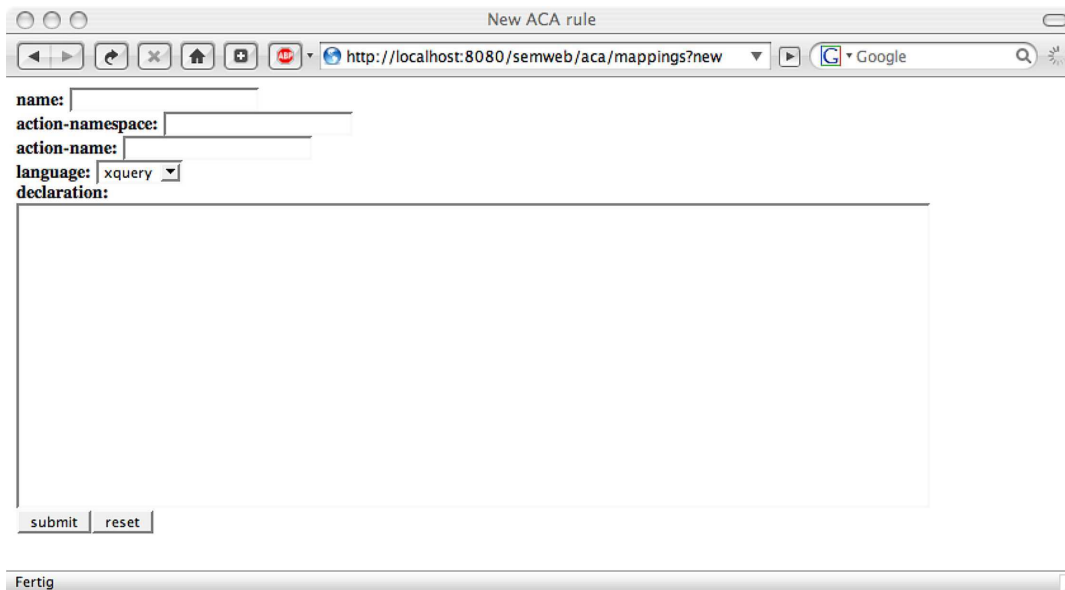 New ACA rule
ABP http://localhost:8080/semweb/aca/mappings?new G Google
name:
action-namespace:
action-name:
language: xquery
declaration:
submit reset
Fertig